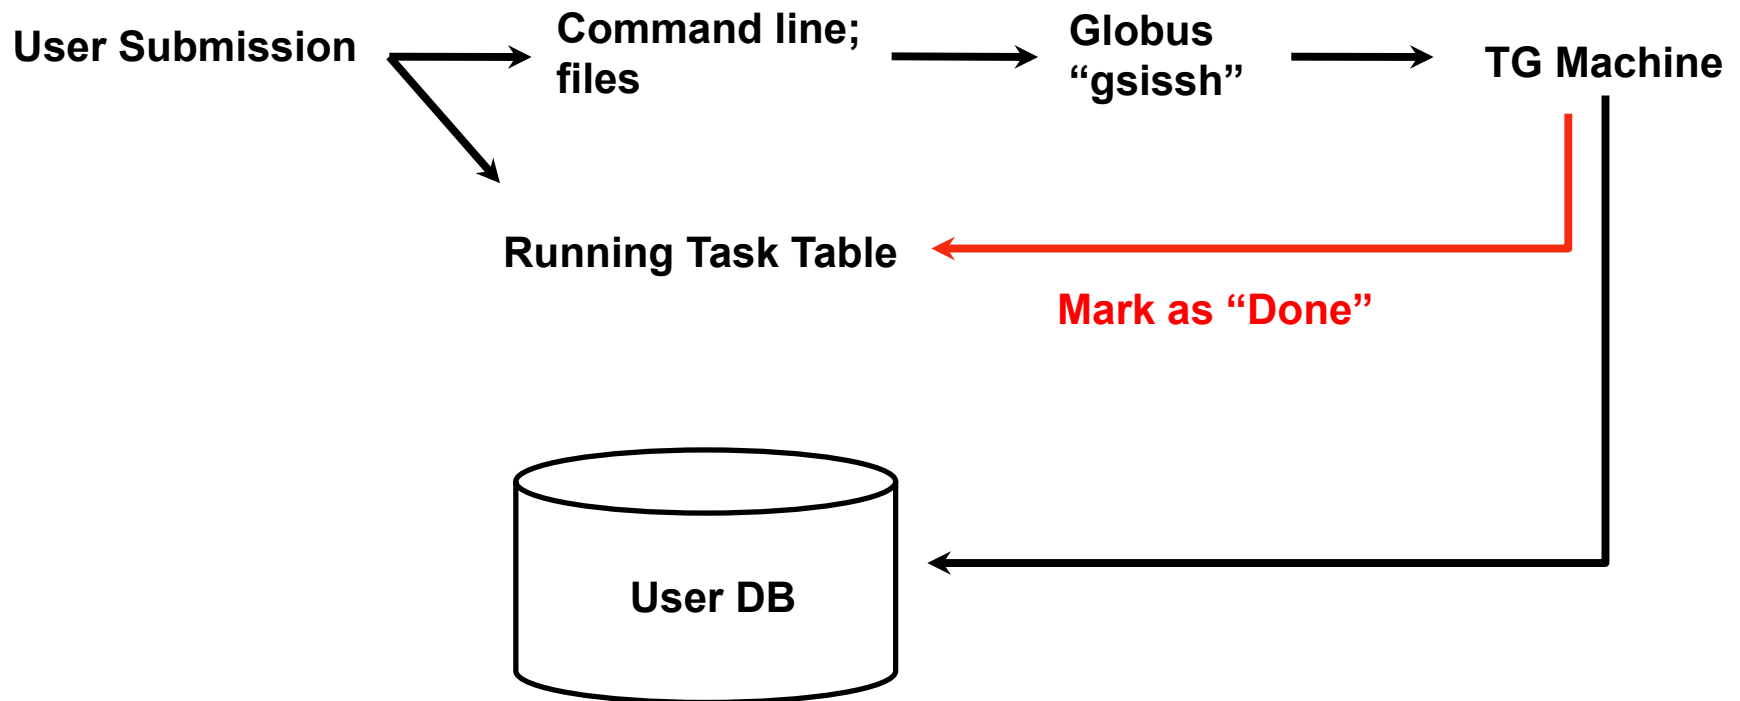 User Submission
Command line;
files
Globus
“gsissh”
TG Machine
Running Task Table
Mark as “Done”
User DB